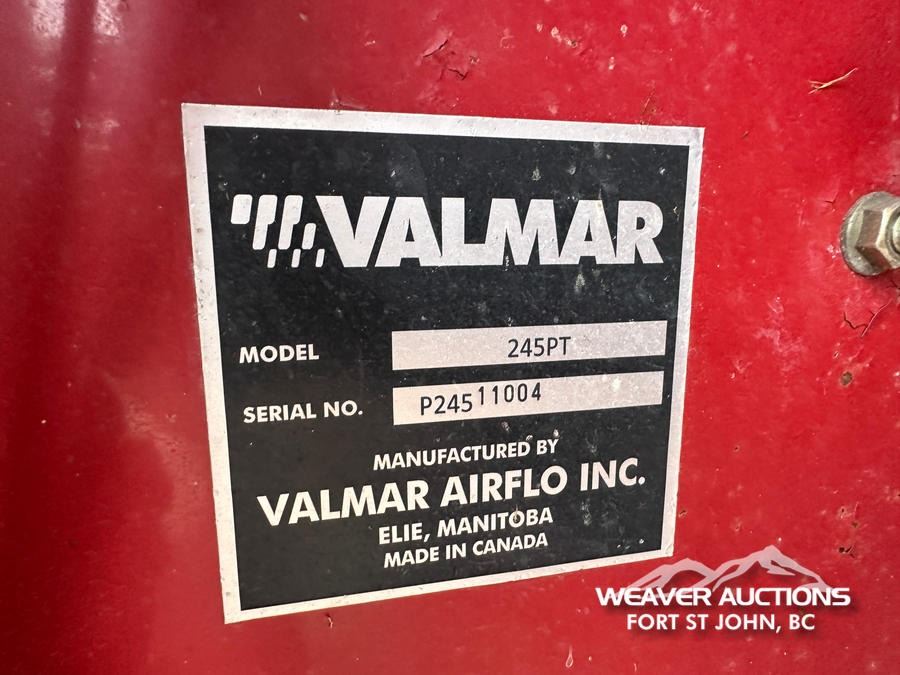 VALMAR
MODEL 245PT
SERIAL NO. P24511004
MANUFACTURED BY
VALMAR AIRFLO INC.
ELIE, MANITOBA
MADE IN CANADA
WEAVER AUCTIONS
FORT ST JOHN, BC